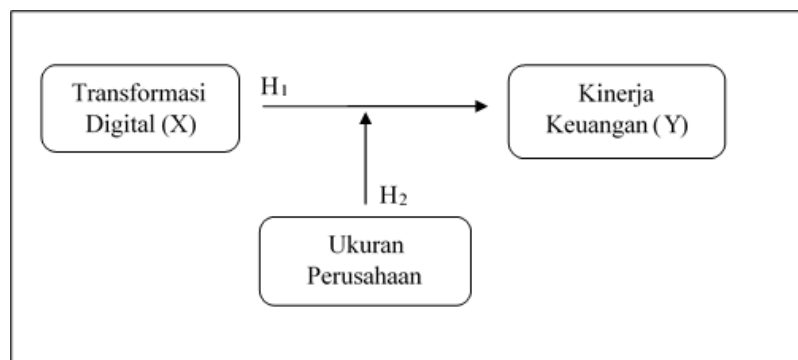 Transformasi
Digital (X)
H₁
Kinerja
Keuangan (Y)
H₂
Ukuran
Perusahaan